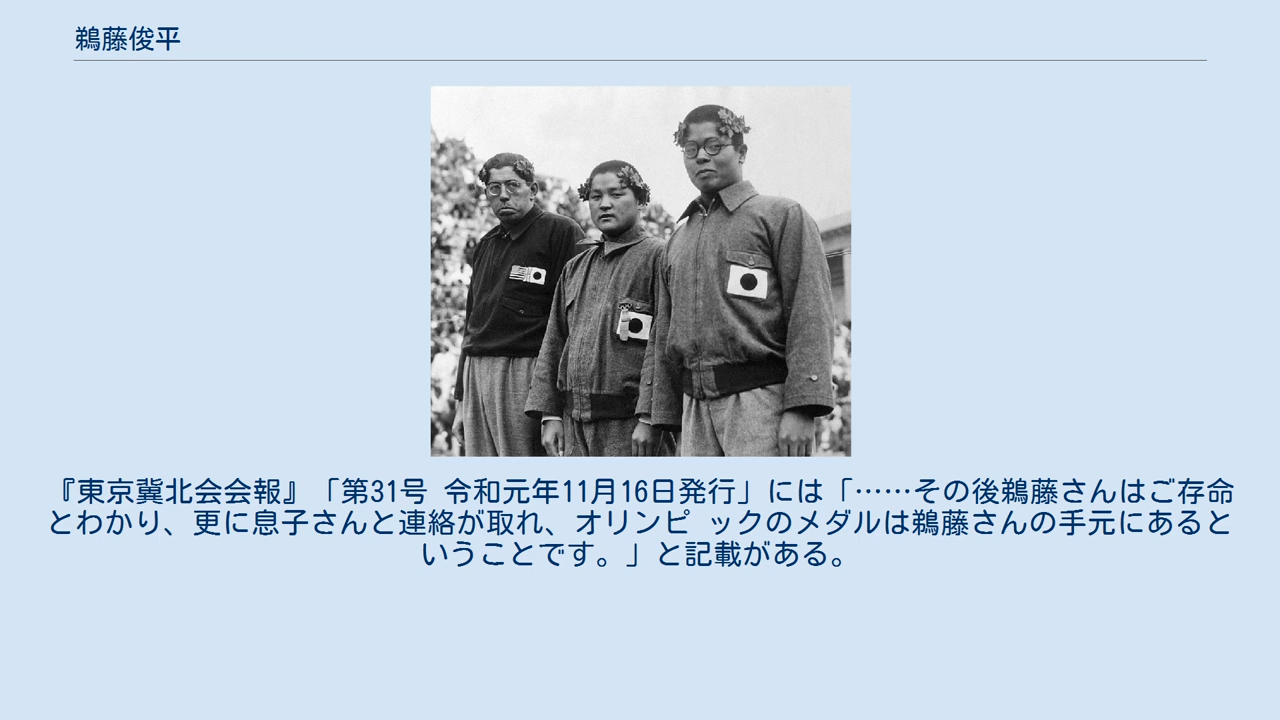 鵜藤俊平
『東京冀北会会報』「第31号 令和元年11月16日発行」には「……その後鵜藤さんはご存命
とわかり、更に息子さんと連絡が取れ、オリンピ ックのメダルは鵜藤さんの手元にあると
いうことです。」と記載がある。